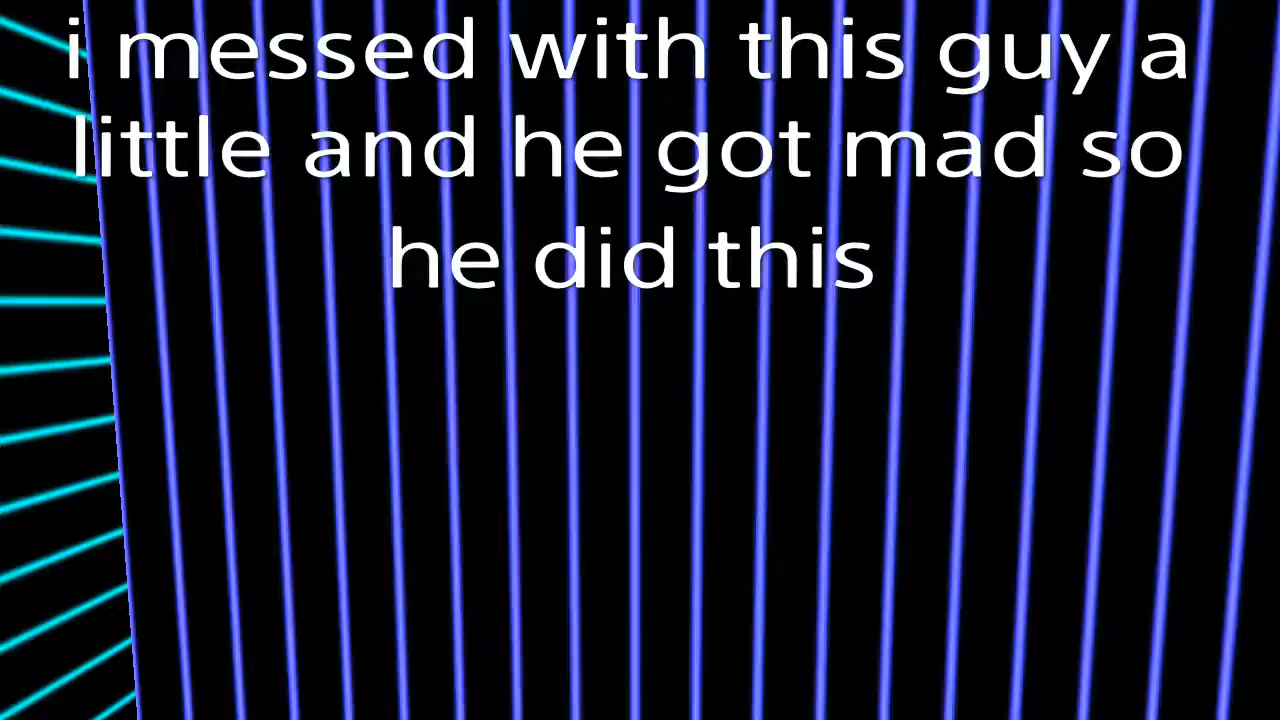 i messed with this guy a
little and he got mad so
he did this